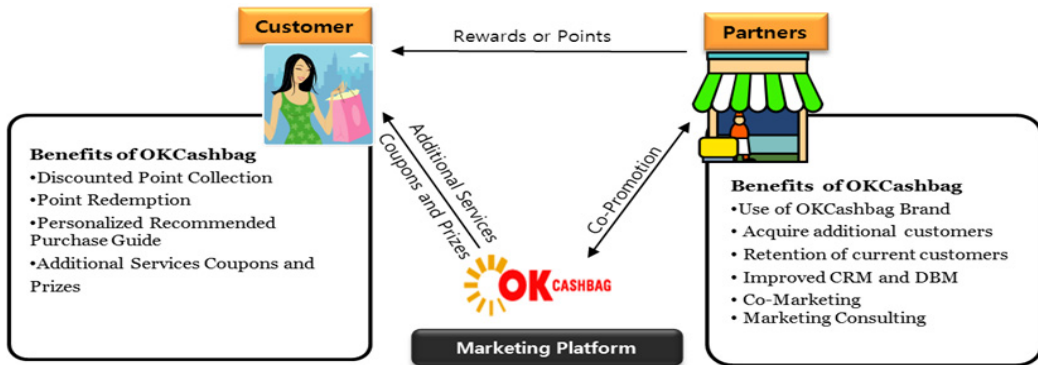 Customer
Rewards or Points
Partners
Benefits of OKCashbag
•Discounted Point Collection
•Point Redemption
•Personalized Recommended
Purchase Guide
•Additional Services Coupons and
Prizes
Additional Services
Coupons and Prizes
Co-Promotion
OK CASHBAG
Marketing Platform
Benefits of OKCashbag
•Use of OKCashbag Brand
• Acquire additional customers
• Retention of current customers
• Improved CRM and DBM
• Co-Marketing
• Marketing Consulting